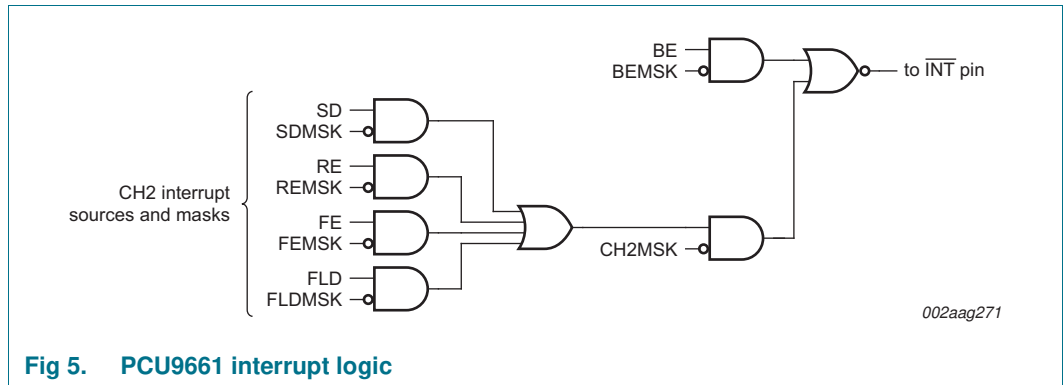 BE
BEMSK
to INT pin
SD
SDMSK
RE
REMSK
CH2 interrupt
sources and masks
FE
FEMSK
CH2MSK
FLD
FLDMSK
002aag271
Fig 5. PCU9661 interrupt logic